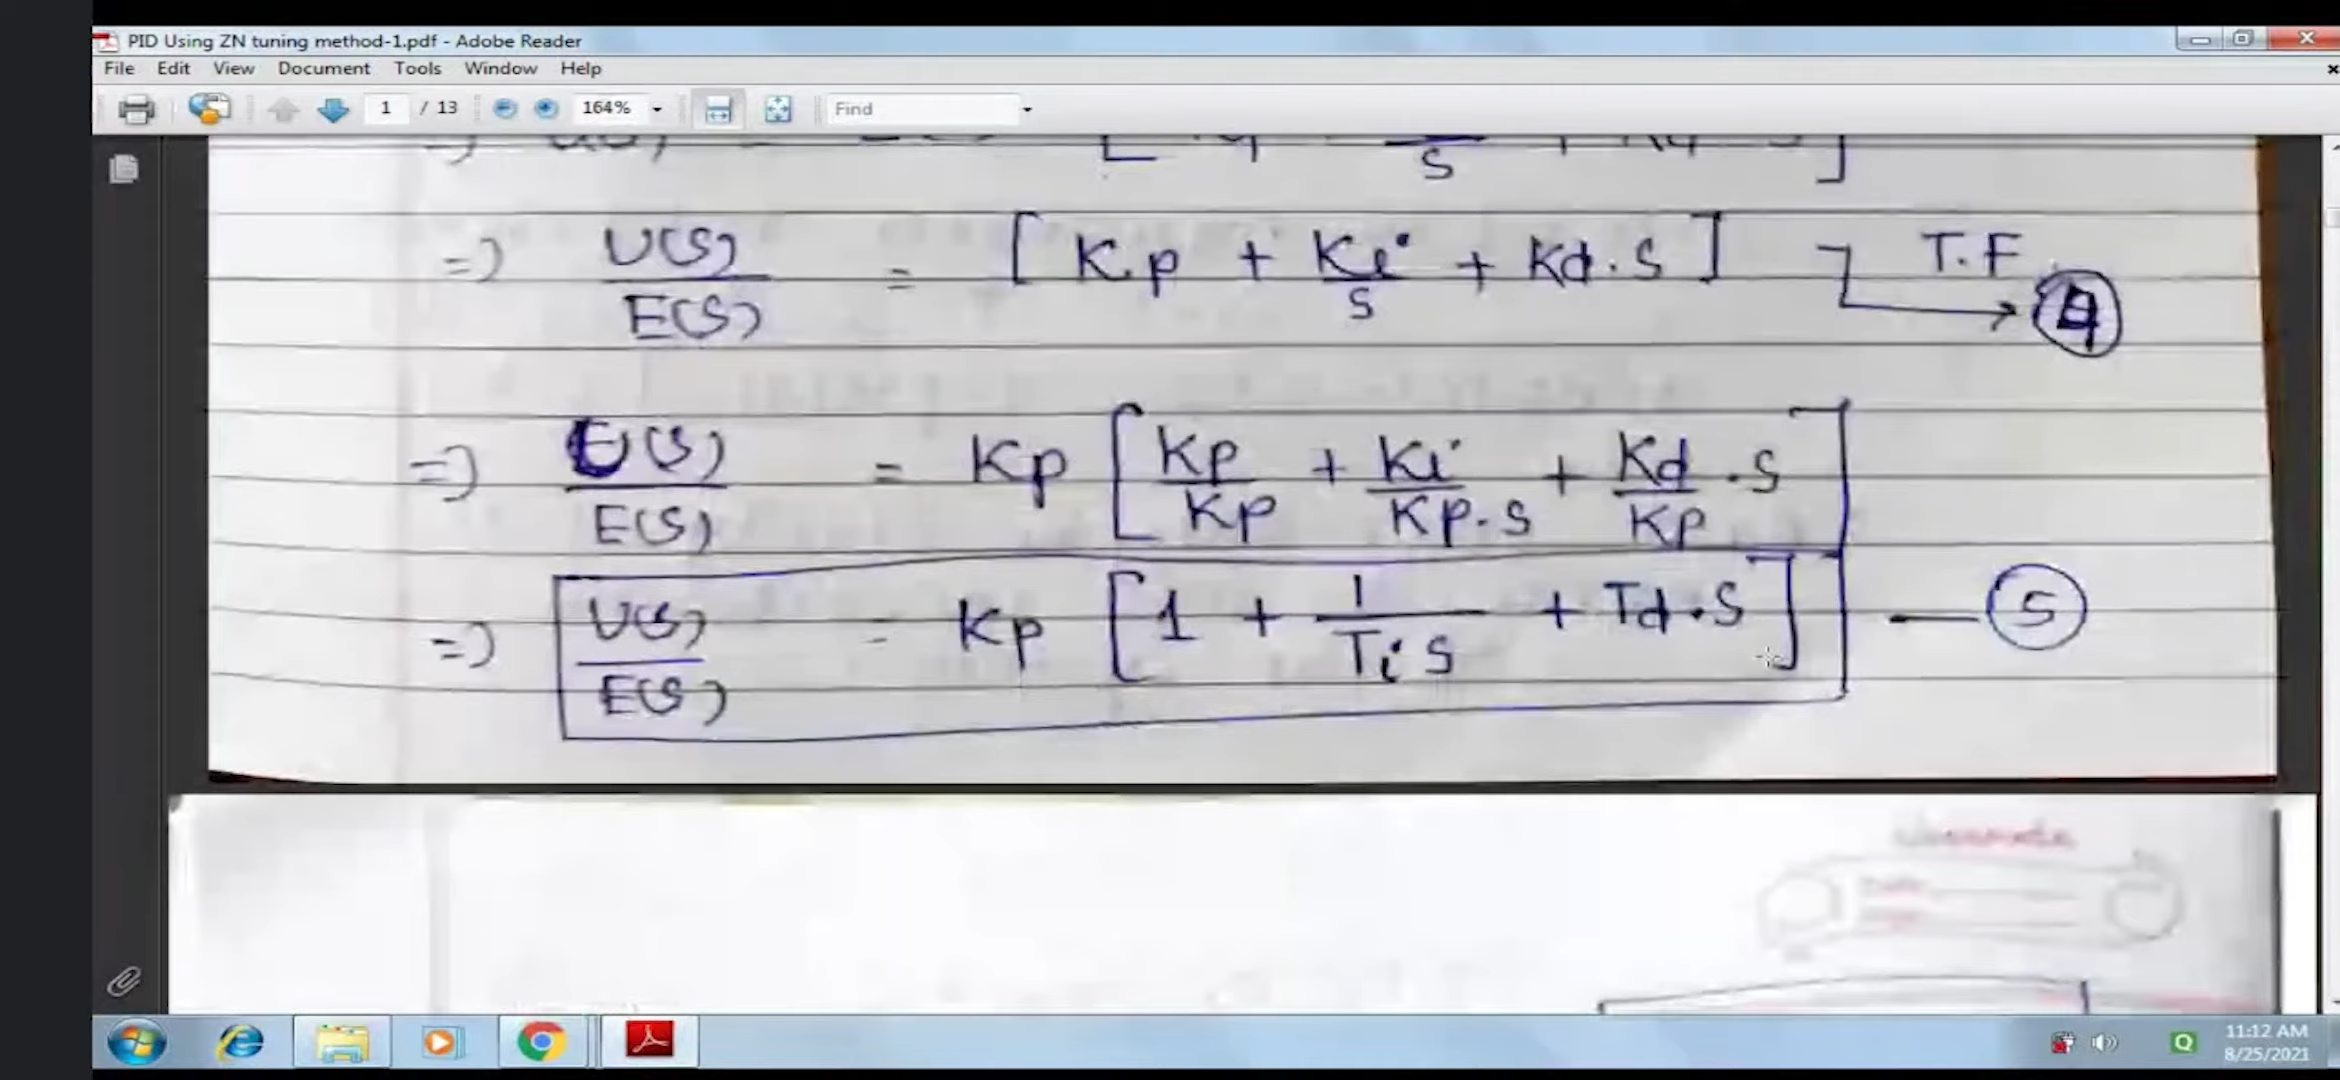 PID Using ZN tuning method-1.pdf - Adobe Reader
File Edit View Document Tools Window Help
1 / 13 164% Find
s
=> U(S)/E(S) = [Kp + Ki/s + Kd.s] T.F → 4
=> U(S)/E(S) = Kp [Kp/Kp + Ki/Kp.s + Kd/Kp .s]
=> U(S)/E(S) = Kp [1 + 1/Tis + Td.s] — 5
11:12 AM
8/25/2021